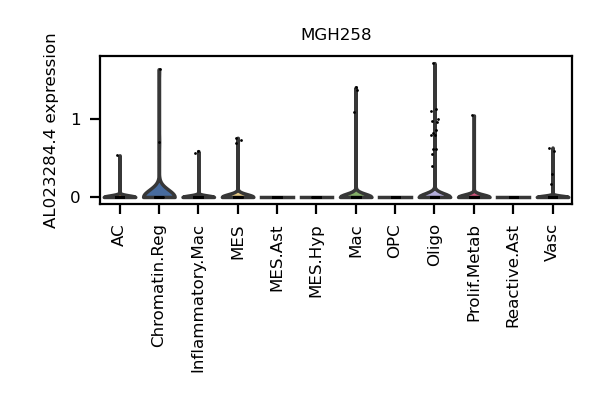 MGH258
AL023284.4 expression
1
0
AC
Chromatin.Reg
Inflammatory.Mac
MES
MES.Ast
MES.Hyp
Mac
OPC
Oligo
Prolif.Metab
Reactive.Ast
Vasc